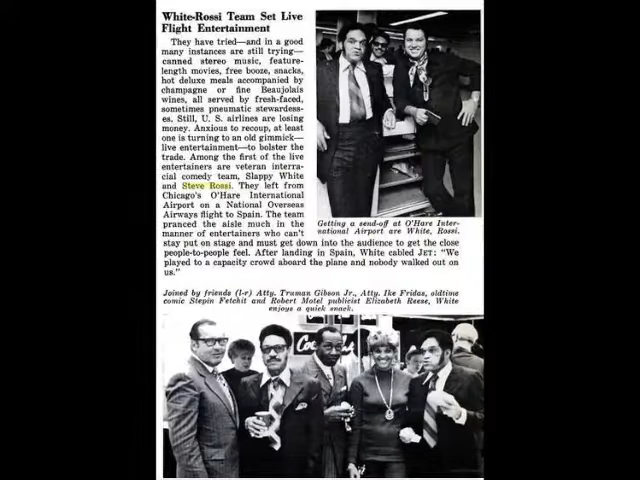 White-Rossi Team Set Live
Flight Entertainment
They have tried—and in a good
many instances are still trying—
canned stereo music, feature-
length movies, free booze, snacks,
hot deluxe meals accompanied by
champagne or fine Beaujolais
wines, all served by fresh-faced,
sometimes pneumatic stewardess-
es. Still, U. S. airlines are losing
money. Anxious to recoup, at least
one is turning to an old gimmick—
live entertainment—to bolster the
trade. Among the first of the live
entertainers are veteran interra-
cial comedy team, Slappy White
and Steve Rossi. They left from
Chicago's O'Hare International
Airport on a National Overseas
Airways flight to Spain. The team
pranced the aisle much in the
manner of entertainers who can't
stay put on stage and must get down into the audience to get the close
people-to-people feel. After landing in Spain, White cabled JET: "We
played to a capacity crowd aboard the plane and nobody walked out on
us."
Getting a send-off at O'Hare Inter-
national Airport are White, Rossi.
Joined by friends (l-r) Atty. Truman Gibson Jr., Atty. Ike Fridas, oldtime
comic Stepin Fetchit and Robert Motel publicist Elizabeth Reese, White
enjoys a quick snack.